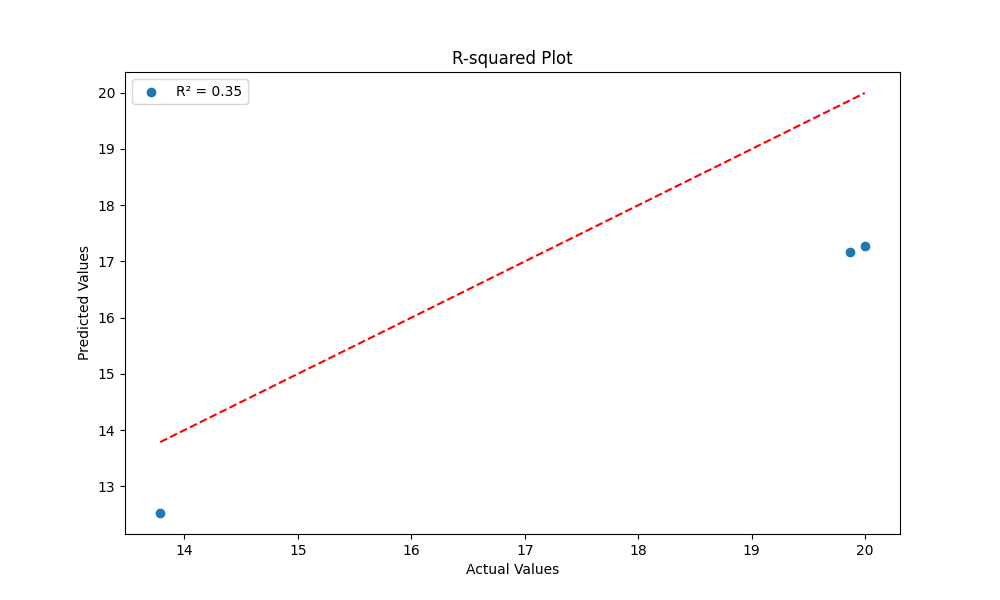 R-squared Plot
R² = 0.35
20
19
18
17
16
15
14
13
Predicted Values
14 15 16 17 18 19 20
Actual Values